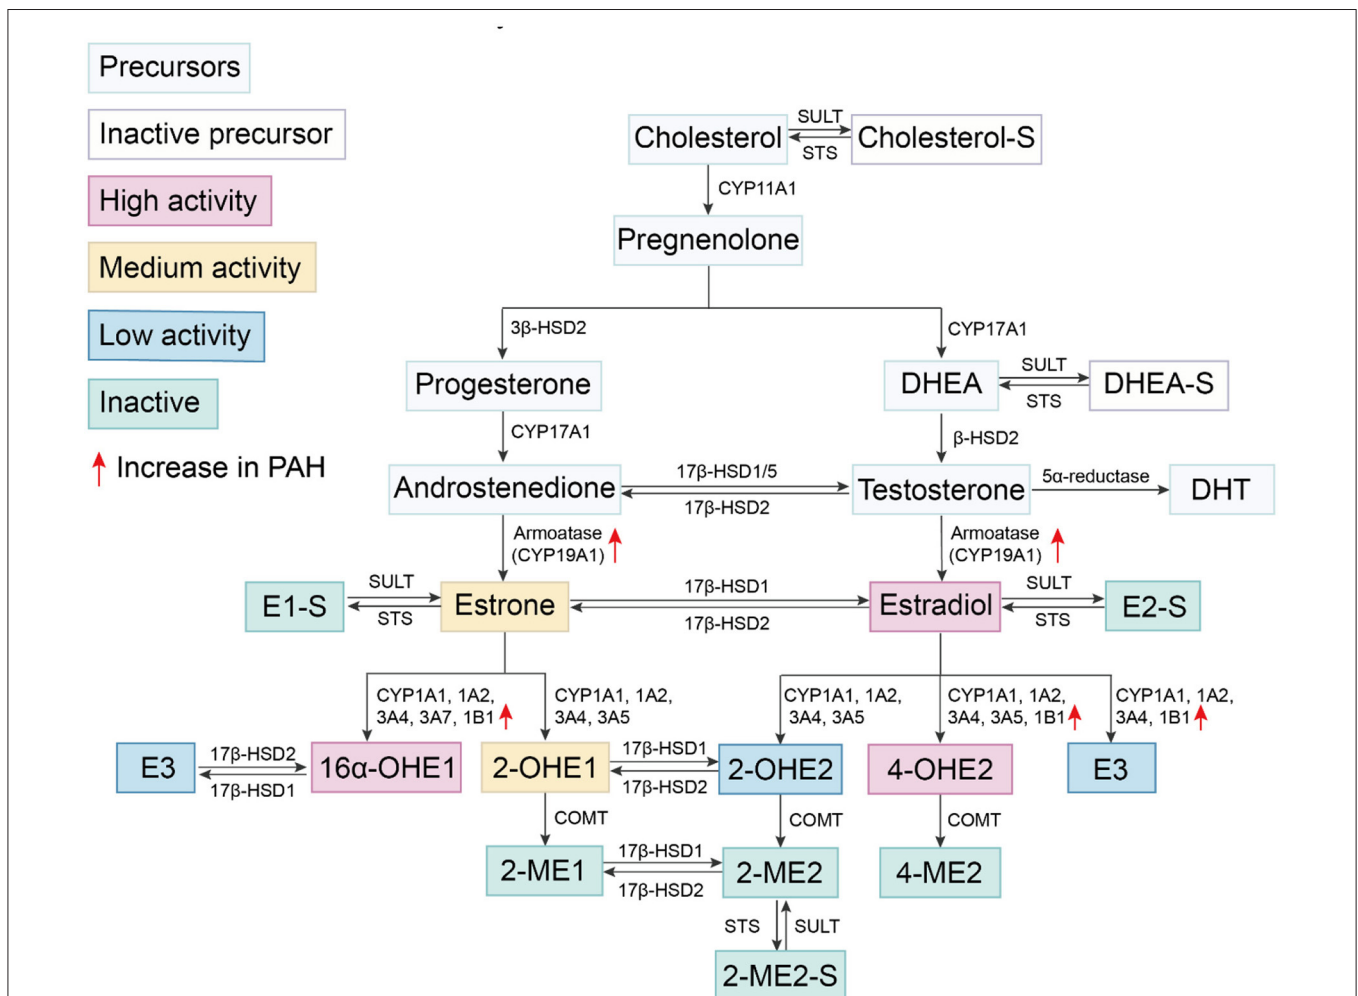 Precursors
Inactive precursor
High activity
Medium activity
Low activity
Inactive
Increase in PAH
Cholesterol
SULT
STS
Cholesterol-S
CYP11A1
Pregnenolone
3β-HSD2
CYP17A1
Progesterone
DHEA
SULT
STS
DHEA-S
CYP17A1
β-HSD2
Androstenedione
17β-HSD1/5
17β-HSD2
Testosterone
5α-reductase
DHT
Armoatase
(CYP19A1)
Armoatase
(CYP19A1)
E1-S
SULT
STS
Estrone
17β-HSD1
17β-HSD2
Estradiol
SULT
STS
E2-S
CYP1A1, 1A2,
3A4, 3A7, 1B1
CYP1A1, 1A2,
3A4, 3A5
CYP1A1, 1A2,
3A4, 3A5
CYP1A1, 1A2,
3A4, 3A5, 1B1
CYP1A1, 1A2,
3A4, 1B1
E3
17β-HSD2
17β-HSD1
16α-OHE1
2-OHE1
17β-HSD1
17β-HSD2
2-OHE2
4-OHE2
E3
COMT
COMT
COMT
2-ME1
17β-HSD1
17β-HSD2
2-ME2
4-ME2
STS
SULT
2-ME2-S